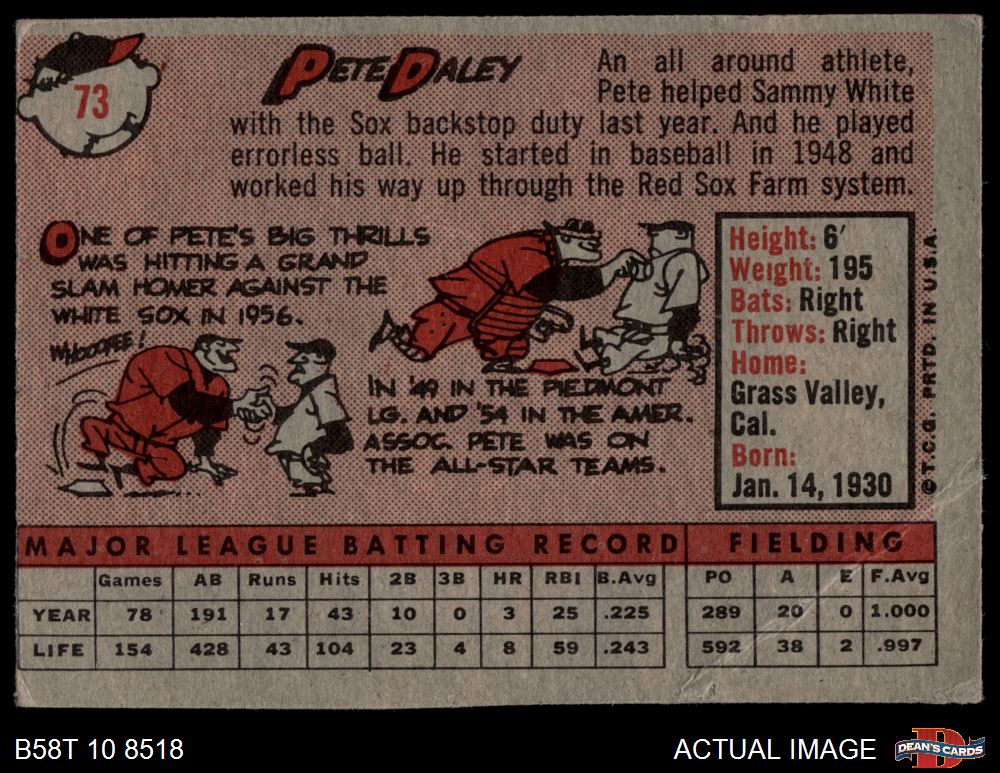 73
PETE DALEY
An all around athlete,
Pete helped Sammy White
with the Sox backstop duty last year. And he played
errorless ball. He started in baseball in 1948 and
worked his way up through the Red Sox Farm system.
ONE OF PETE'S BIG THRILLS
WAS HITTING A GRAND
SLAM HOMER AGAINST THE
WHITE SOX IN 1956.
WHOOPEE!
IN '49 IN THE PIEDMONT
LG. AND '54 IN THE AMER.
ASSOC. PETE WAS ON
THE ALL-STAR TEAMS.
Height: 6'
Weight: 195
Bats: Right
Throws: Right
Home:
Grass Valley,
Cal.
Born:
Jan. 14, 1930
© T.C.G. PRTD. IN U.S.A.
MAJOR LEAGUE BATTING RECORD FIELDING
Games AB Runs Hits 2B 3B HR RBI B.Avg PO A E F.Avg
YEAR 78 191 17 43 10 0 3 25 .225 289 20 0 1.000
LIFE 154 428 43 104 23 4 8 59 .243 592 38 2 .997
B58T 10 8518
ACTUAL IMAGE
D
DEAN'S CARDS